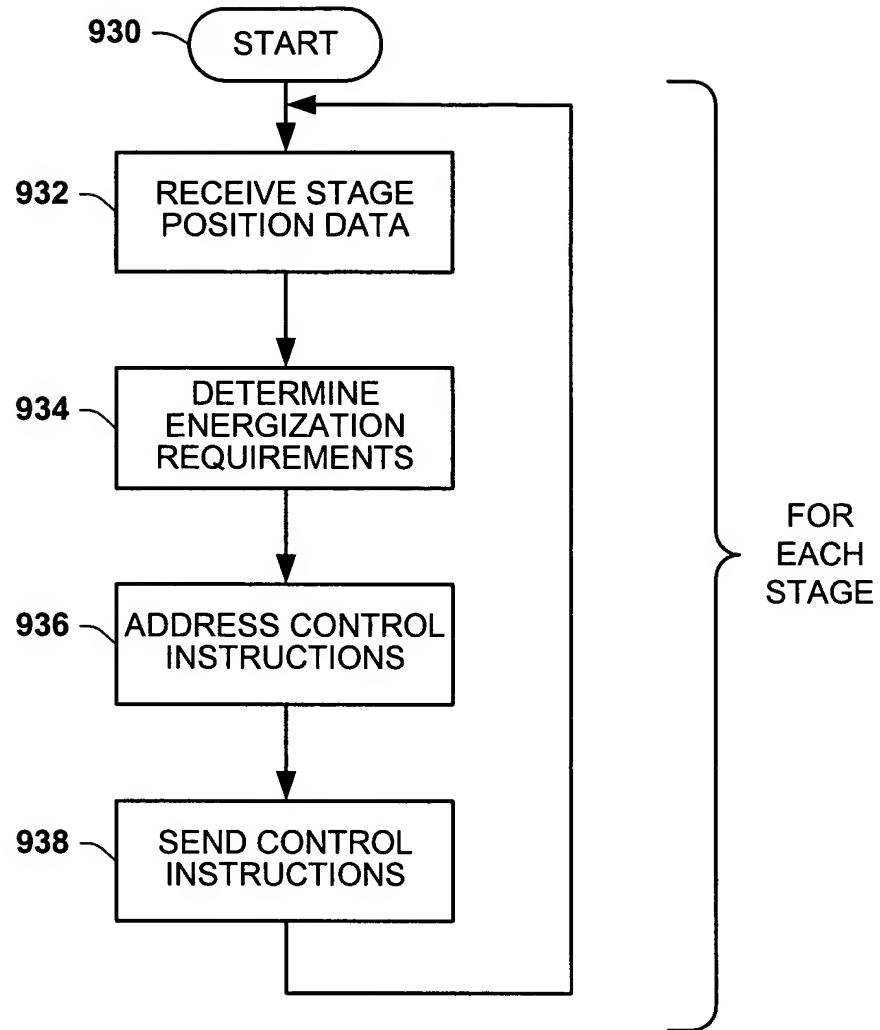 930
START
932
RECEIVE STAGE
POSITION DATA
934
DETERMINE
ENERGIZATION
REQUIREMENTS
936
ADDRESS CONTROL
INSTRUCTIONS
938
SEND CONTROL
INSTRUCTIONS
FOR
EACH
STAGE